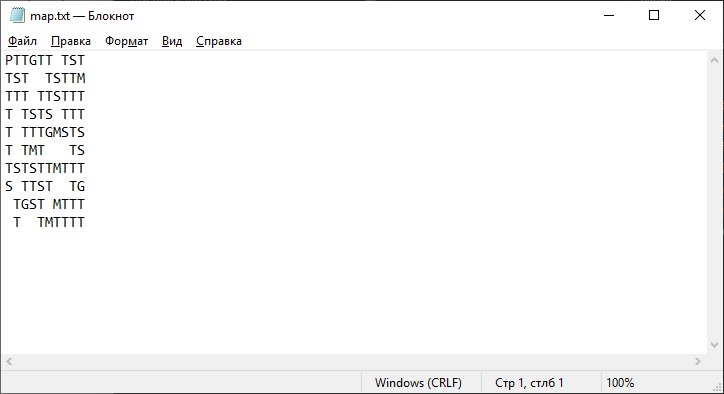 map.txt — Блокнот
Файл Правка Формат Вид Справка
PTTGTT TST
TST  TSTTM
TTT TTSTTT
T TSTS TTT
T TTTGMSTS
T TMT   TS
TSTSTTMTTT
S TTST  TG
 TGST MTTT
 T  TMTTTT
Windows (CRLF) Стр 1, стлб 1 100%